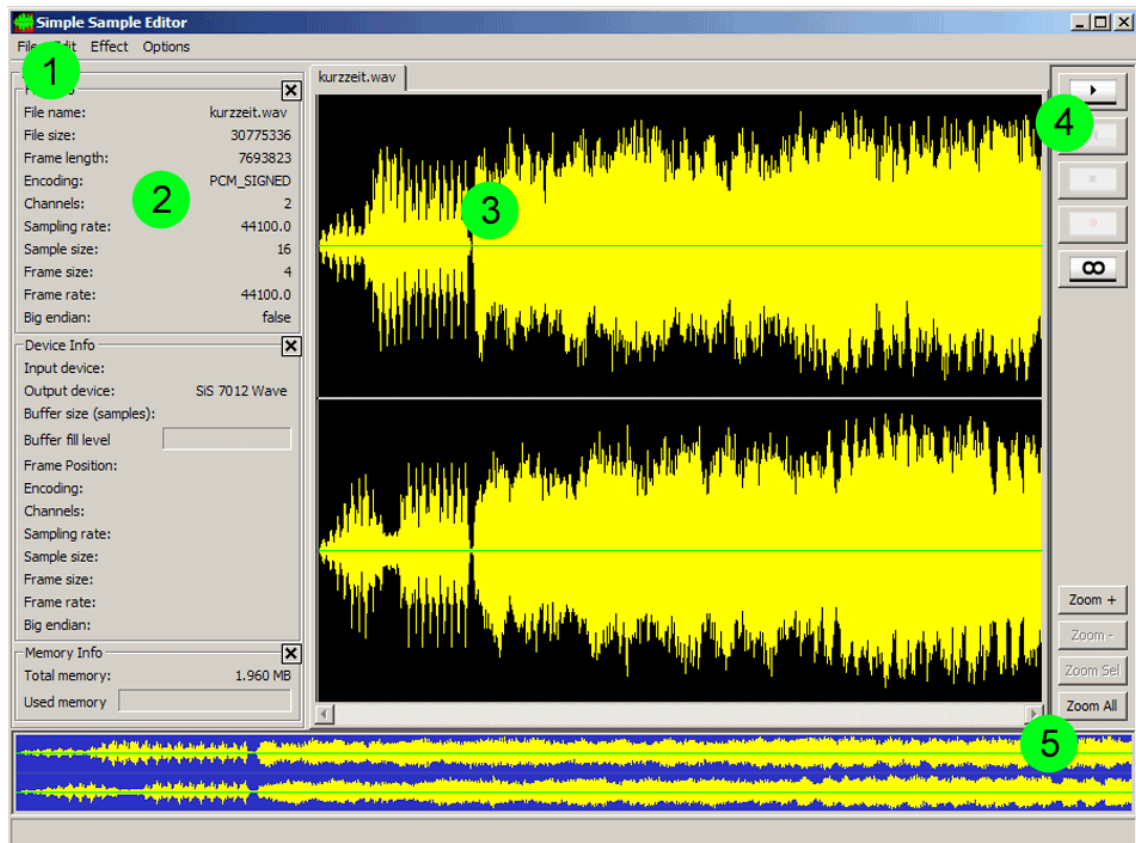 Simple Sample Editor
File Edit Effect Options
1
kurzzeit.wav
File name: kurzzeit.wav
File size: 30775336
Frame length: 7693823
Encoding: PCM_SIGNED
Channels: 2
Sampling rate: 44100.0
Sample size: 16
Frame size: 4
Frame rate: 44100.0
Big endian: false
2
Device Info
Input device:
Output device: SiS 7012 Wave
Buffer size (samples):
Buffer fill level
Frame Position:
Encoding:
Channels:
Sampling rate:
Sample size:
Frame size:
Frame rate:
Big endian:
Memory Info
Total memory: 1.960 MB
Used memory
3
4
Zoom +
Zoom -
Zoom Sel
Zoom All
5